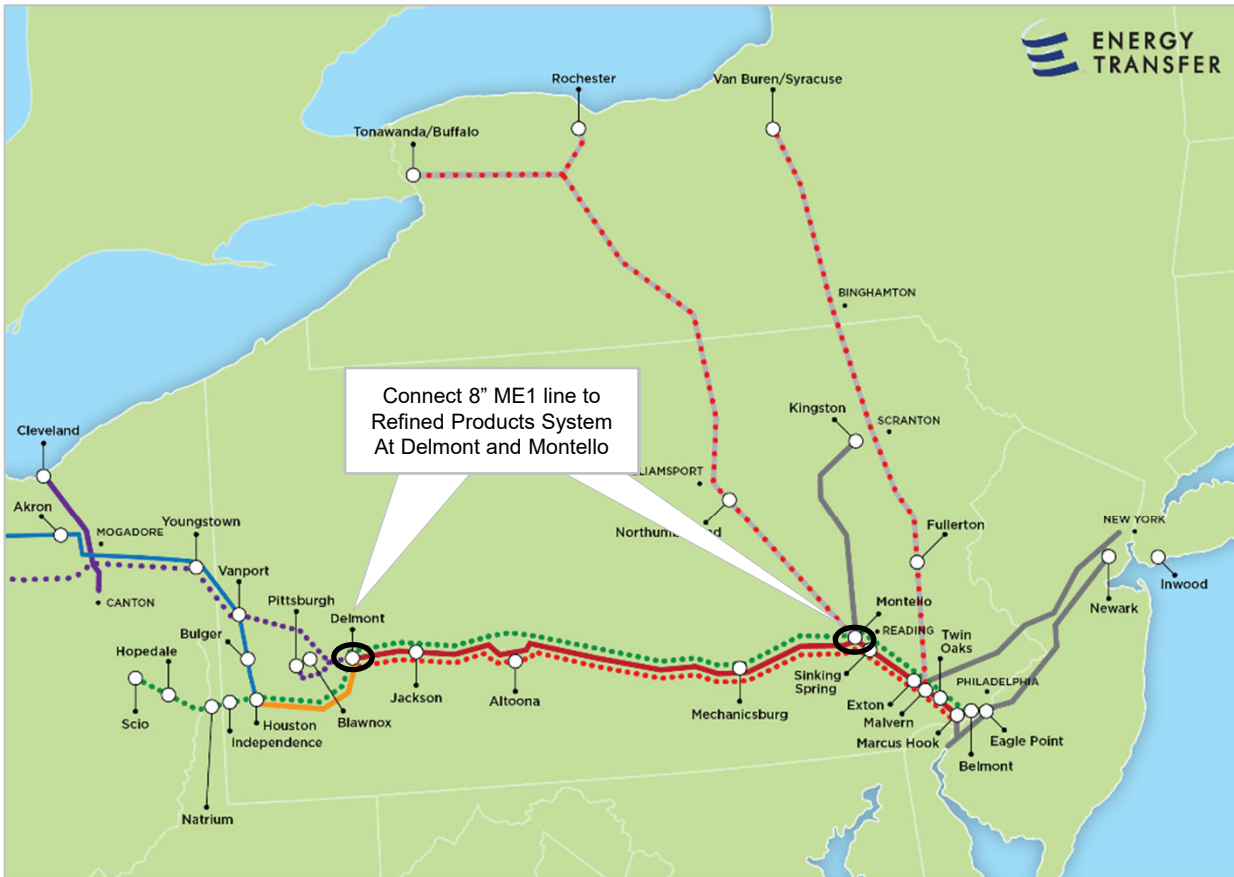 ENERGY
TRANSFER
Rochester
Van Buren/Syracuse
Tonawanda/Buffalo
BINGHAMTON
Connect 8” ME1 line to
Refined Products System
At Delmont and Montello
Kingston
SCRANTON
Cleveland
LIAMSPORT
Akron
Youngstown
MOGADORE
Northum
d
Fullerton
NEW YORK
Vanport
Inwood
Pittsburgh
Delmont
Montello
Newark
CANTON
Bulger
READING
Twin
Oaks
Hopedale
Sinking
Spring
PHILADELPHIA
Jackson
Altoona
Exton
Mechanicsburg
Malvern
Scio
Houston
Blawnox
Independence
Marcus Hook
Eagle Point
Belmont
Natrium